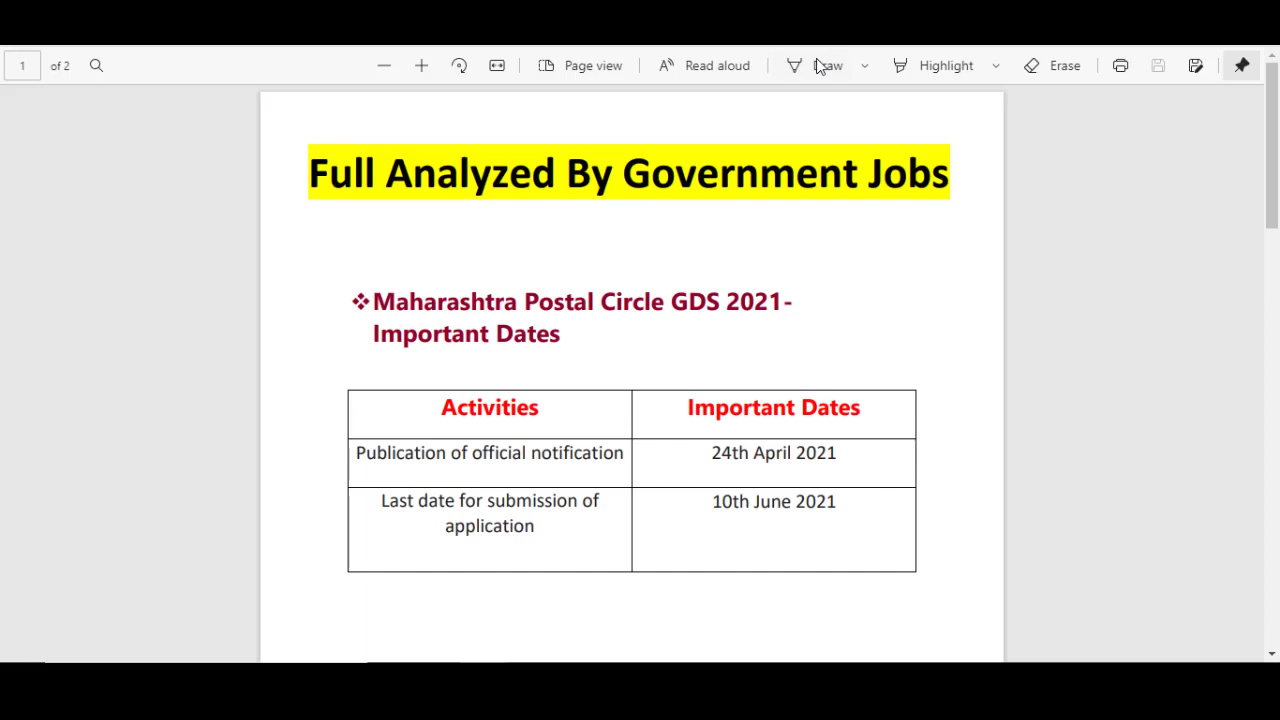 1 of 2 Page view Read aloud Draw Highlight Erase
Full Analyzed By Government Jobs
❖Maharashtra Postal Circle GDS 2021-
Important Dates
Activities Important Dates
Publication of official notification 24th April 2021
Last date for submission of 10th June 2021
application